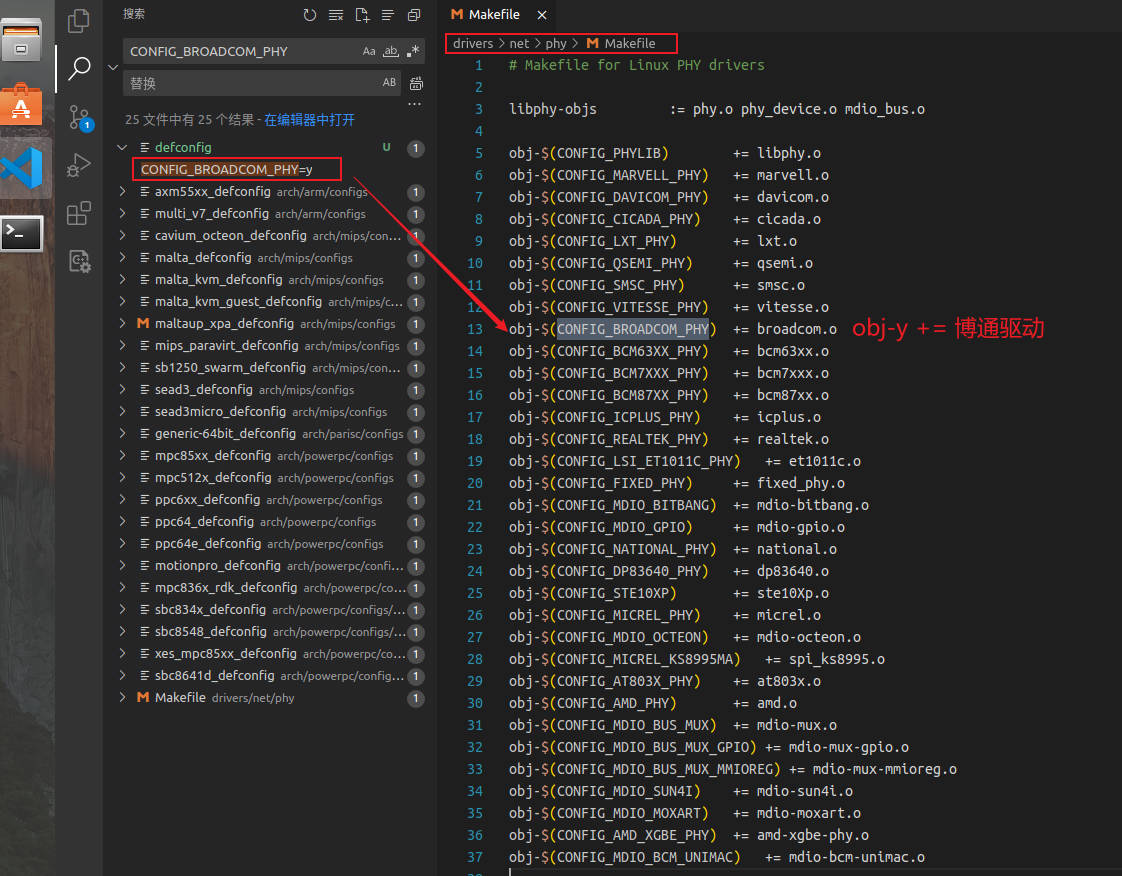 搜索
CONFIG_BROADCOM_PHY
Aa ab .*
替换
AB
...
25 文件中有 25 个结果 - 在编辑器中打开
defconfig U 1
CONFIG_BROADCOM_PHY=y
axm55xx_defconfig arch/arm/configs 1
multi_v7_defconfig arch/arm/configs 1
cavium_octeon_defconfig arch/mips/con... 1
malta_defconfig arch/mips/configs 1
malta_kvm_defconfig arch/mips/configs 1
malta_kvm_guest_defconfig arch/mips/c... 1
M maltaup_xpa_defconfig arch/mips/configs 1
mips_paravirt_defconfig arch/mips/configs 1
sb1250_swarm_defconfig arch/mips/con... 1
sead3_defconfig arch/mips/configs 1
sead3micro_defconfig arch/mips/configs 1
generic-64bit_defconfig arch/parisc/configs 1
mpc85xx_defconfig arch/powerpc/configs 1
mpc512x_defconfig arch/powerpc/configs 1
ppc6xx_defconfig arch/powerpc/configs 1
ppc64_defconfig arch/powerpc/configs 1
ppc64e_defconfig arch/powerpc/configs 1
motionpro_defconfig arch/powerpc/confi... 1
mpc836x_rdk_defconfig arch/powerpc/co... 1
sbc834x_defconfig arch/powerpc/configs/... 1
sbc8548_defconfig arch/powerpc/configs/... 1
xes_mpc85xx_defconfig arch/powerpc/co... 1
sbc8641d_defconfig arch/powerpc/config... 1
M Makefile drivers/net/phy 1
1
M Makefile
drivers > net > phy > M Makefile
1 # Makefile for Linux PHY drivers
2
3 libphy-objs := phy.o phy_device.o mdio_bus.o
4
5 obj-$(CONFIG_PHYLIB) += libphy.o
6 obj-$(CONFIG_MARVELL_PHY) += marvell.o
7 obj-$(CONFIG_DAVICOM_PHY) += davicom.o
8 obj-$(CONFIG_CICADA_PHY) += cicada.o
9 obj-$(CONFIG_LXT_PHY) += lxt.o
10 obj-$(CONFIG_QSEMI_PHY) += qsemi.o
11 obj-$(CONFIG_SMSC_PHY) += smsc.o
12 obj-$(CONFIG_VITESSE_PHY) += vitesse.o
13 obj-$(CONFIG_BROADCOM_PHY) += broadcom.o obj-y += 博通驱动
14 obj-$(CONFIG_BCM63XX_PHY) += bcm63xx.o
15 obj-$(CONFIG_BCM7XXX_PHY) += bcm7xxx.o
16 obj-$(CONFIG_BCM87XX_PHY) += bcm87xx.o
17 obj-$(CONFIG_ICPLUS_PHY) += icplus.o
18 obj-$(CONFIG_REALTEK_PHY) += realtek.o
19 obj-$(CONFIG_LSI_ET1011C_PHY) += et1011c.o
20 obj-$(CONFIG_FIXED_PHY) += fixed_phy.o
21 obj-$(CONFIG_MDIO_BITBANG) += mdio-bitbang.o
22 obj-$(CONFIG_MDIO_GPIO) += mdio-gpio.o
23 obj-$(CONFIG_NATIONAL_PHY) += national.o
24 obj-$(CONFIG_DP83640_PHY) += dp83640.o
25 obj-$(CONFIG_STE10XP) += ste10Xp.o
26 obj-$(CONFIG_MICREL_PHY) += micrel.o
27 obj-$(CONFIG_MDIO_OCTEON) += mdio-octeon.o
28 obj-$(CONFIG_MICREL_KS8995MA) += spi_ks8995.o
29 obj-$(CONFIG_AT803X_PHY) += at803x.o
30 obj-$(CONFIG_AMD_PHY) += amd.o
31 obj-$(CONFIG_MDIO_BUS_MUX) += mdio-mux.o
32 obj-$(CONFIG_MDIO_BUS_MUX_GPIO) += mdio-mux-gpio.o
33 obj-$(CONFIG_MDIO_BUS_MUX_MMIOREG) += mdio-mux-mmioreg.o
34 obj-$(CONFIG_MDIO_SUN4I) += mdio-sun4i.o
35 obj-$(CONFIG_MDIO_MOXART) += mdio-moxart.o
36 obj-$(CONFIG_AMD_XGBE_PHY) += amd-xgbe-phy.o
37 obj-$(CONFIG_MDIO_BCM_UNIMAC) += mdio-bcm-unimac.o